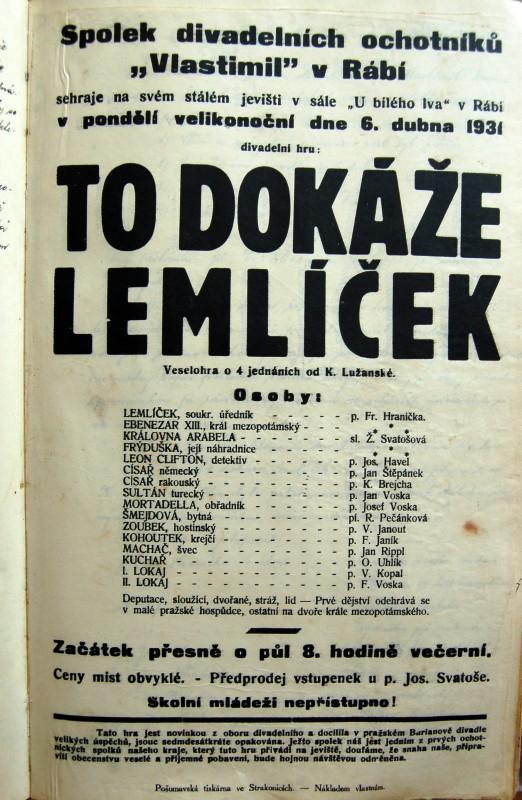 Spolek divadelních ochotníků
„Vlastimil" v Rábí
sehraje na svém stálém jevišti v sále „U bílého lva" v Rábí
v pondělí velikonoční dne 6. dubna 1931
divadelní hru:
TO DOKÁŽE
LEMLÍČEK
Veselohra o 4 jednáních od K. Lužanské.
Osoby:
LEMLÍČEK, soukr. úředník - - - - - p. Fr. Hranička.
EBENEZAR XIII., král mezopotámský - - - * * *
KRÁLOVNA ARABELA - - - - - - sl. Ž. Svatošová
FRÝDUŠKA, její náhradnice - - - - - * * *
LEON CLIFTON, detektiv - - - - - p. Jos. Havel
CÍSAŘ německý - - - - - - - p. Jan Štěpánek
CÍSAŘ rakouský - - - - - - - p. K. Brejcha
SULTÁN turecký - - - - - - - p. Jan Voska
MORTADELLA, obřadník - - - - - p. Josef Voska
ŠMEJDOVÁ, bytná - - - - - - pí. R. Pečánková
ZOUBEK, hostinský - - - - - - p. V. Janout
KOHOUTEK, krejčí - - - - - - p. F. Janík
MACHAČ, švec - - - - - - - p. Jan Rippl
KUCHAŘ - - - - - - - - p. O. Uhlík
I. LOKAJ - - - - - - - - p. V. Kopal
II. LOKAJ - - - - - - - - p. F. Voska
Deputace, sloužící, dvořané, stráž, lid — Prvé dějství odehrává se
v malé pražské hospůdce, ostatní na dvoře krále mezopotámského.
Začátek přesně o půl 8. hodině večerní.
Ceny míst obvyklé. - Předprodej vstupenek u p. Jos. Svatoše.
Školní mládeži nepřístupno!
Tato hra jest novinkou z oboru divadelního a docílila v pražském Burianově divadle
velikých úspěchů, jsouc sedmdesátkráte opakována. Ježto spolek náš jest jedním z prvých ochot-
nických spolků našeho kraje, který tuto hru přivádí na jeviště, doufáme, že snaha naše, připra-
viti obecenstvu veselé a příjemné pobavení, bude hojnou návštěvou odměněna.
Pošumavská tiskárna ve Strakonicích. — Nákladem vlastním.